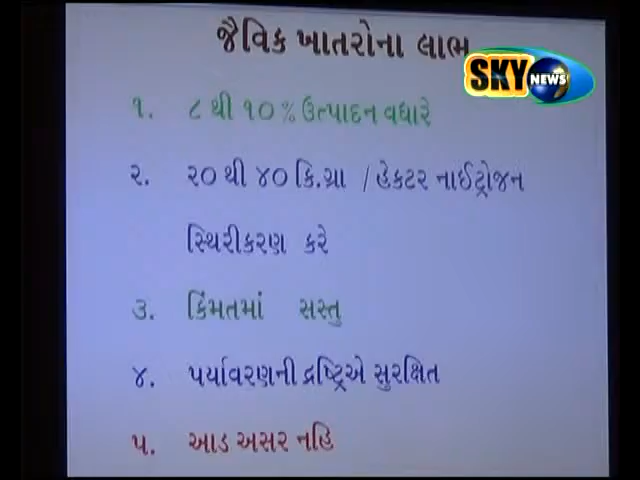 જૈવિક ખાતરોના લાભ
SKY NEWS
૧. ૮ થી ૧૦ % ઉત્પાદન વધારે
૨. ૨૦ થી ૪૦ કિ.ગ્રા / હેકટર નાઈટ્રોજન
સ્થિરીકરણ કરે
૩. કિંમતમાં સસ્તુ
૪. પર્યાવરણની દ્રષ્ટ્રિએ સુરક્ષિત
૫. આડ અસર નહિ